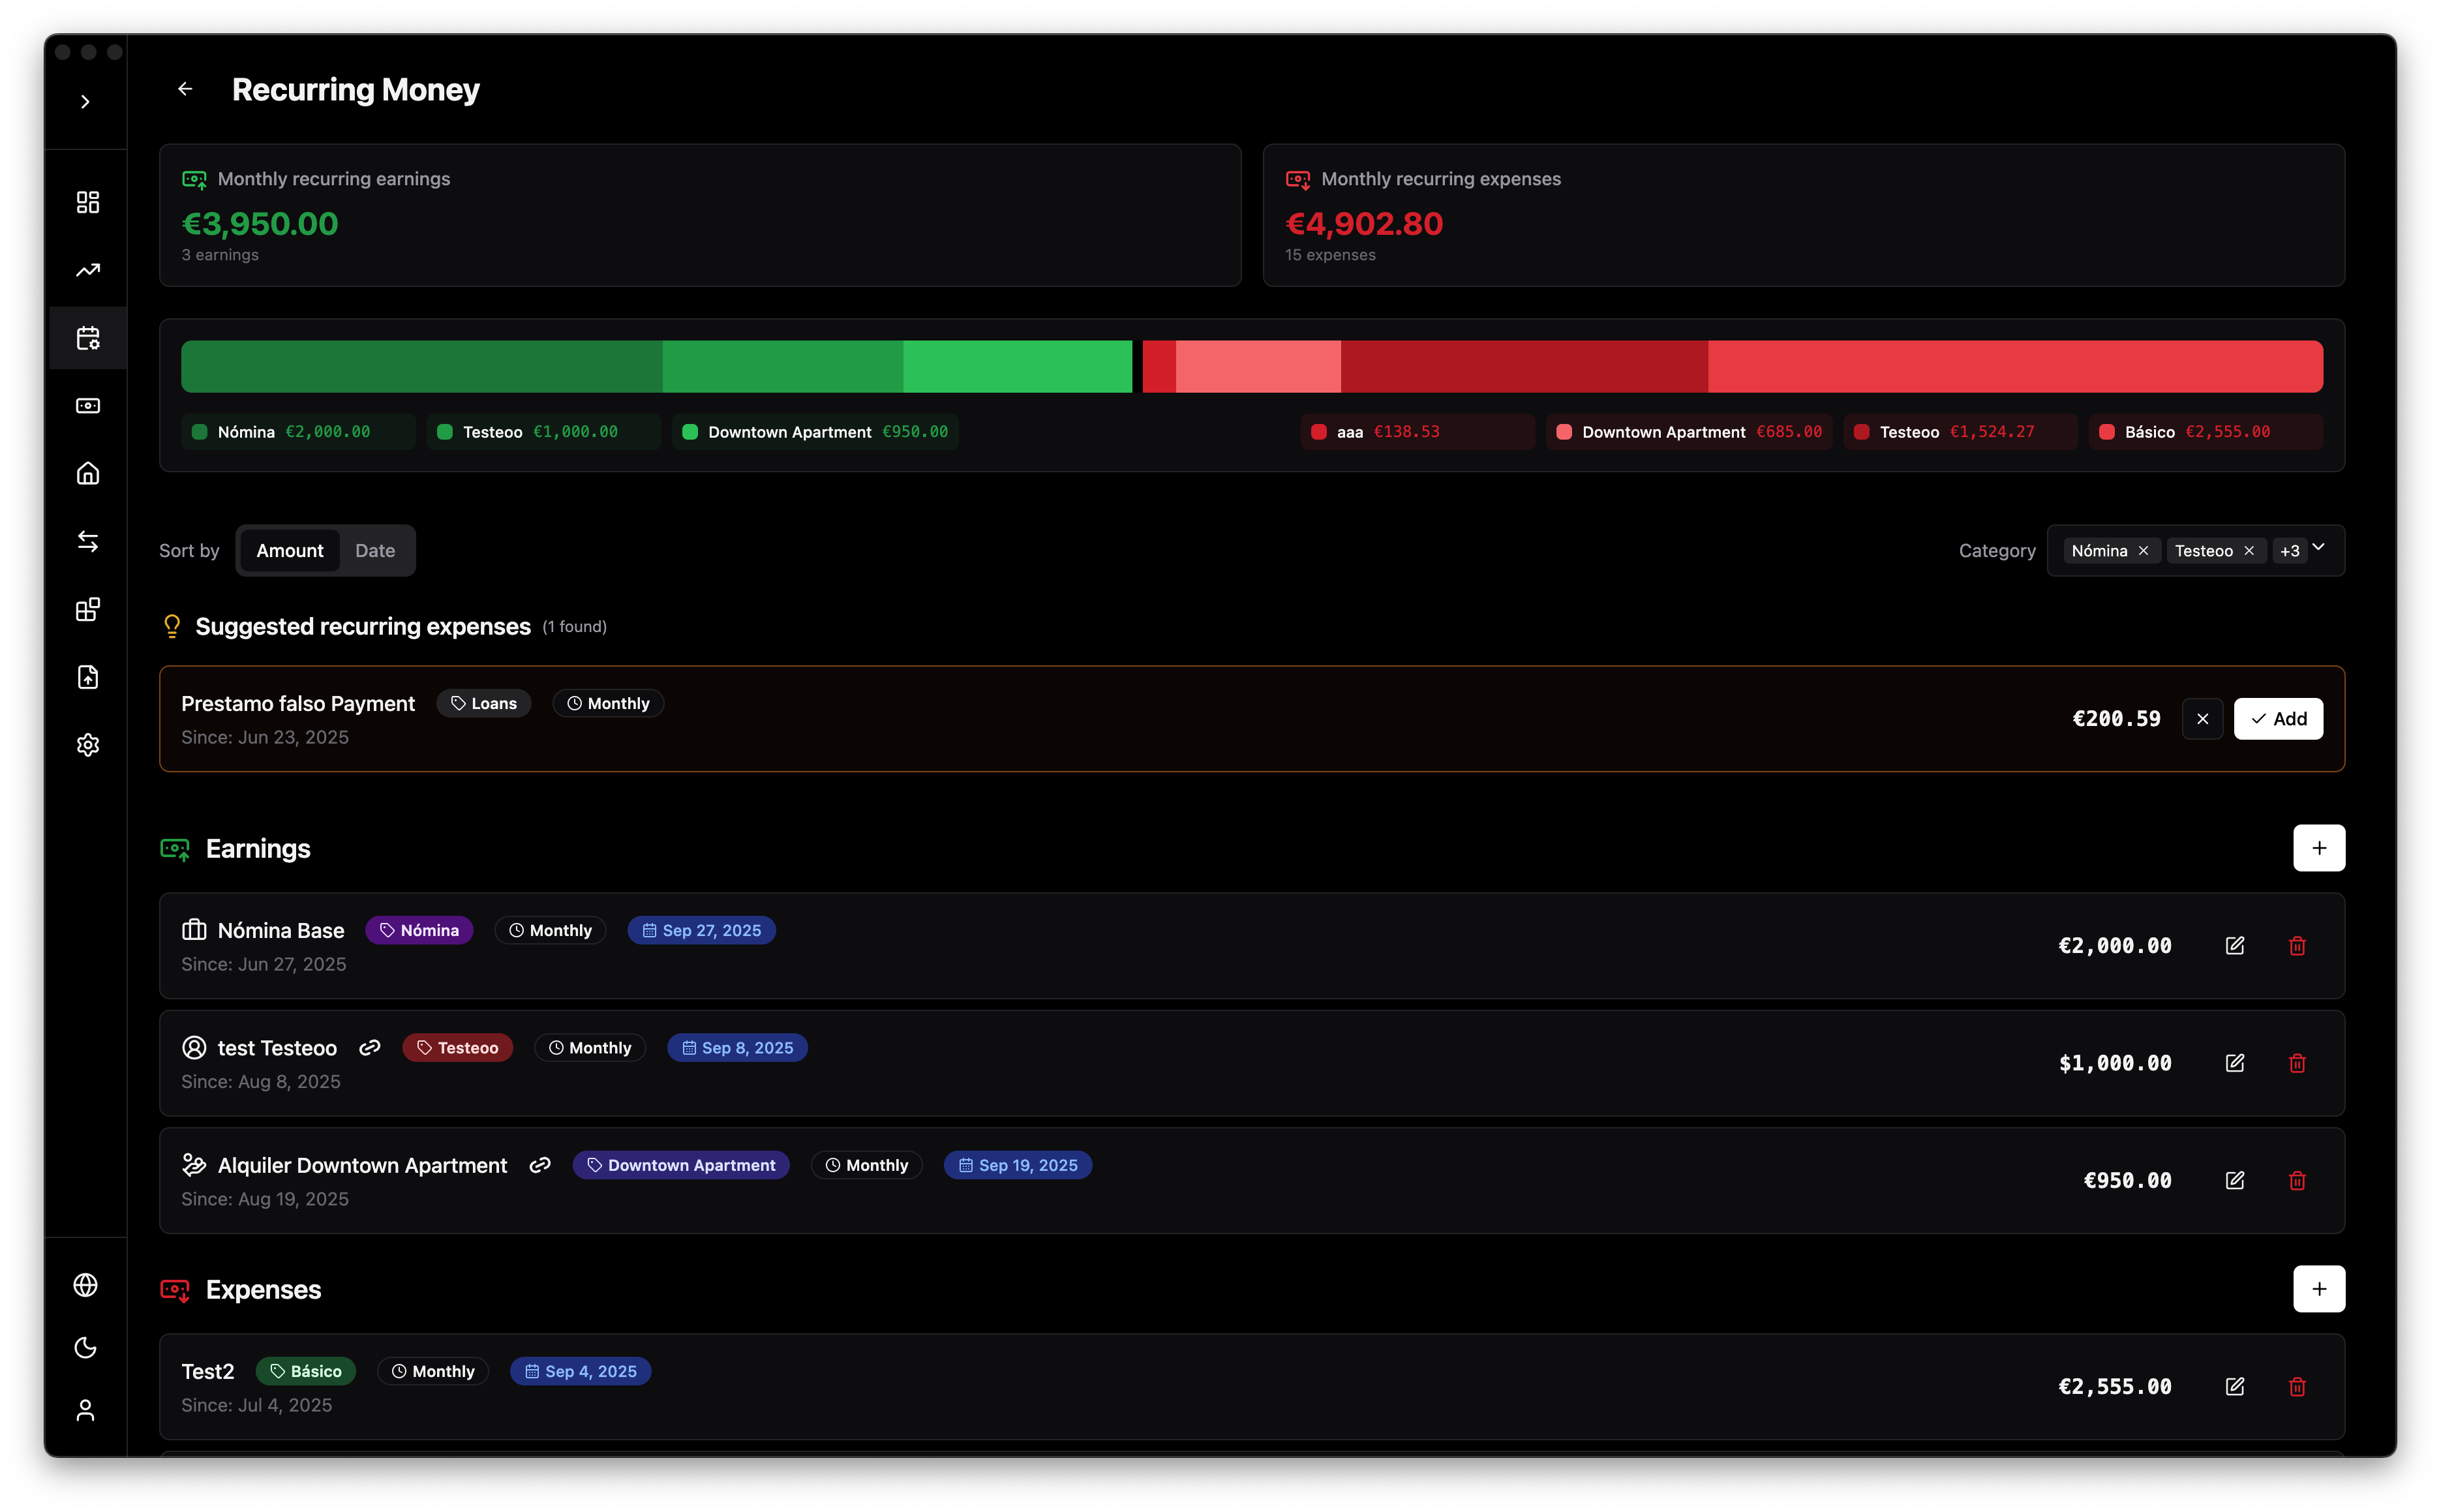 Recurring Money
Monthly recurring earnings
€3,950.00
3 earnings
Monthly recurring expenses
€4,902.80
15 expenses
Nómina €2,000.00 Testeoo €1,000.00 Downtown Apartment €950.00 aaa €138.53 Downtown Apartment €685.00 Testeoo €1,524.27 Básico €2,555.00
Sort by Amount Date Category Nómina Testeoo +3
Suggested recurring expenses (1 found)
Prestamo falso Payment Loans Monthly
Since: Jun 23, 2025
€200.59 Add
Earnings
Nómina Base Nómina Monthly Sep 27, 2025
Since: Jun 27, 2025
€2,000.00
test Testeoo Testeoo Monthly Sep 8, 2025
Since: Aug 8, 2025
$1,000.00
Alquiler Downtown Apartment Downtown Apartment Monthly Sep 19, 2025
Since: Aug 19, 2025
€950.00
Expenses
Test2 Básico Monthly Sep 4, 2025
Since: Jul 4, 2025
€2,555.00